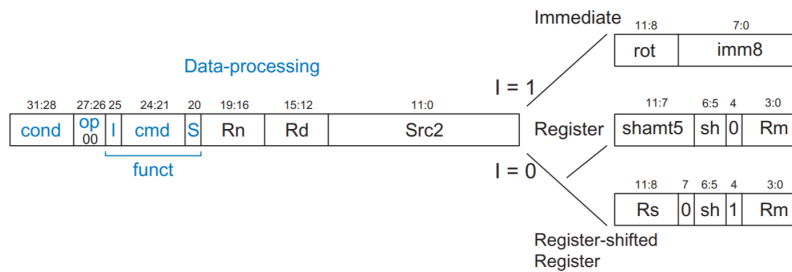 Data-processing
31:28 27:26 25 24:21 20 19:16 15:12 11:0
cond op 00 I cmd S Rn Rd Src2
funct
I = 1
I = 0
Immediate
11:8 7:0
rot imm8
Register
11:7 6:5 4 3:0
shamt5 sh 0 Rm
11:8 7 6:5 4 3:0
Rs 0 sh 1 Rm
Register-shifted
Register